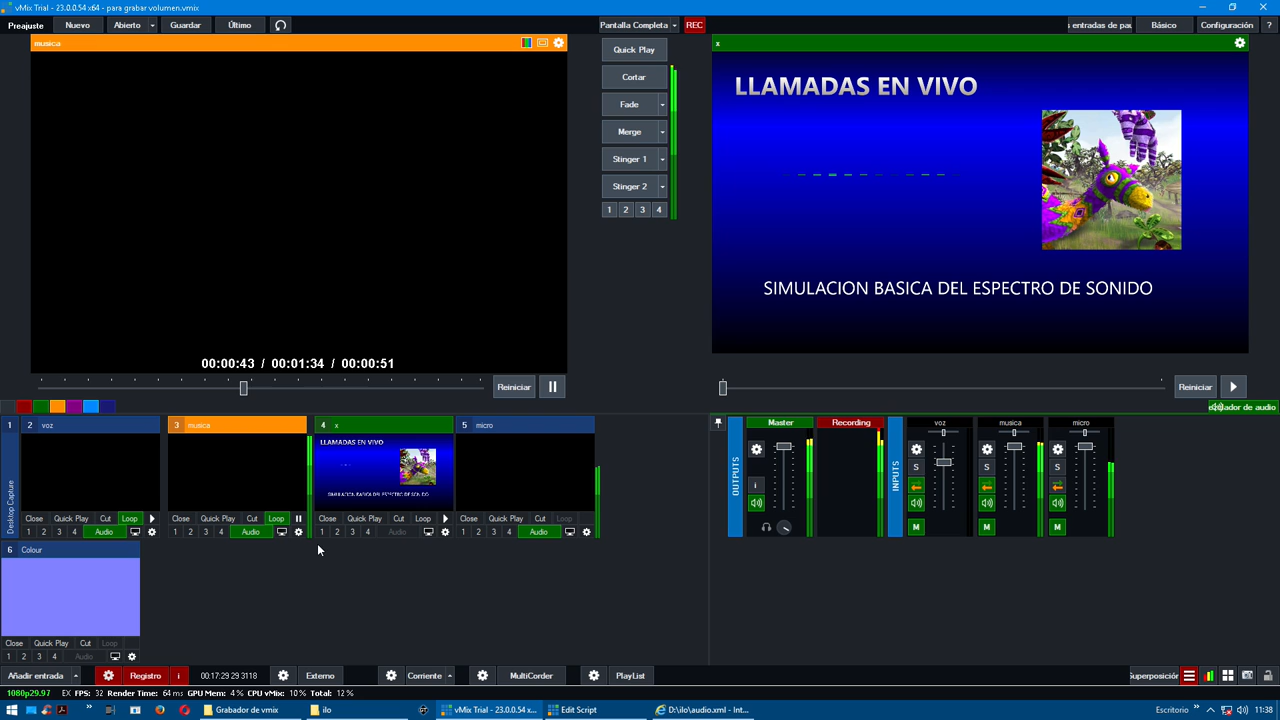 vMix Trial - 23.0.0.54 x64 - para grabar volumen.vmix
Preajuste Nuevo Abierto Guardar Último Pantalla Completa REC i entradas de pa Básico Configuración ?
musica
x
Quick Play
Cortar
Fade
Merge
Stinger 1
Stinger 2
1 2 3 4
LLAMADAS EN VIVO
SIMULACION BASICA DEL ESPECTRO DE SONIDO
00:00:43 / 00:01:34 / 00:00:51
Reiniciar
Reiniciar
lador de audio
1 2 voz 3 musica 4 x 5 micro
Desktop Capture
LLAMADAS EN VIVO
SIMULACION BASICA DEL ESPECTRO DE SONIDO
Close Quick Play Cut Loop Close Quick Play Cut Loop Close Quick Play Cut Loop Close Quick Play Cut Loop
1 2 3 4 Audio 1 2 3 4 Audio 1 2 3 4 Audio 1 2 3 4 Audio
6 Colour
Close Quick Play Cut Loop
1 2 3 4 Audio
OUTPUTS
Master Recording
INPUTS
voz musica micro
S S S
M M M
Añadir entrada Registro i 00:17:29:29 3118 Externo Corriente MultiCorder PlayList Superposición
1080p29.97 EX FPS: 32 Render Time: 64 ms GPU Mem: 4 % CPU vMix: 10 % Total: 12 %
Grabador de vmix ilo vMix Trial - 23.0.0.54 x... Edit Script D:\ilo\audio.xml - Int... Escritorio » 11:38